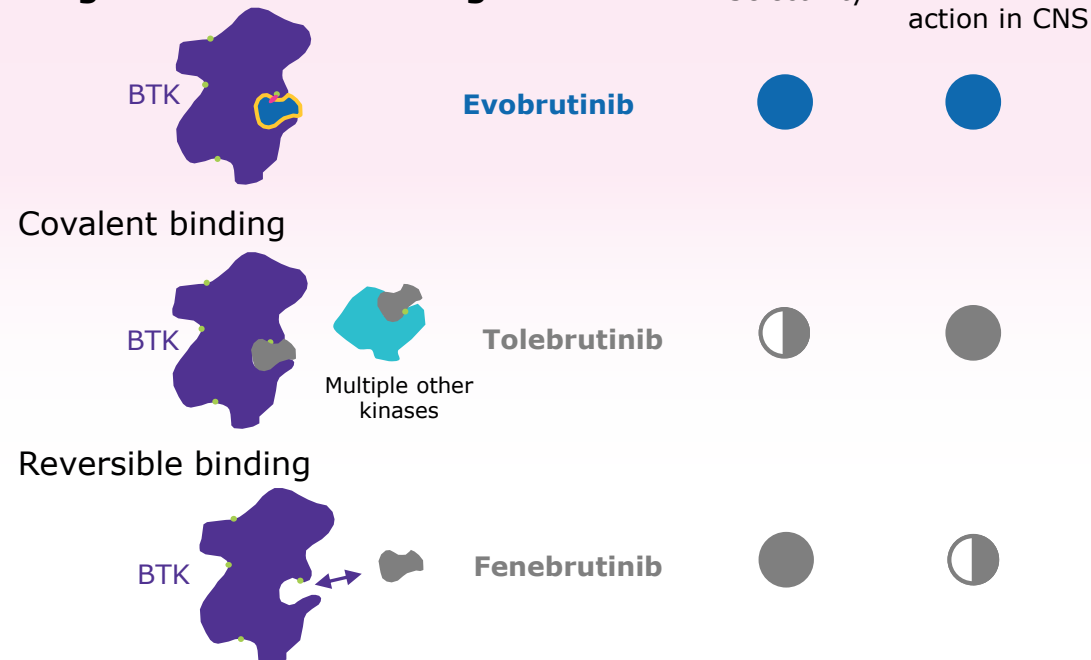 action in CNS
BTK
Evobrutinib
Covalent binding
BTK
Tolebrutinib
Multiple other
kinases
Reversible binding
BTK
Fenebrutinib